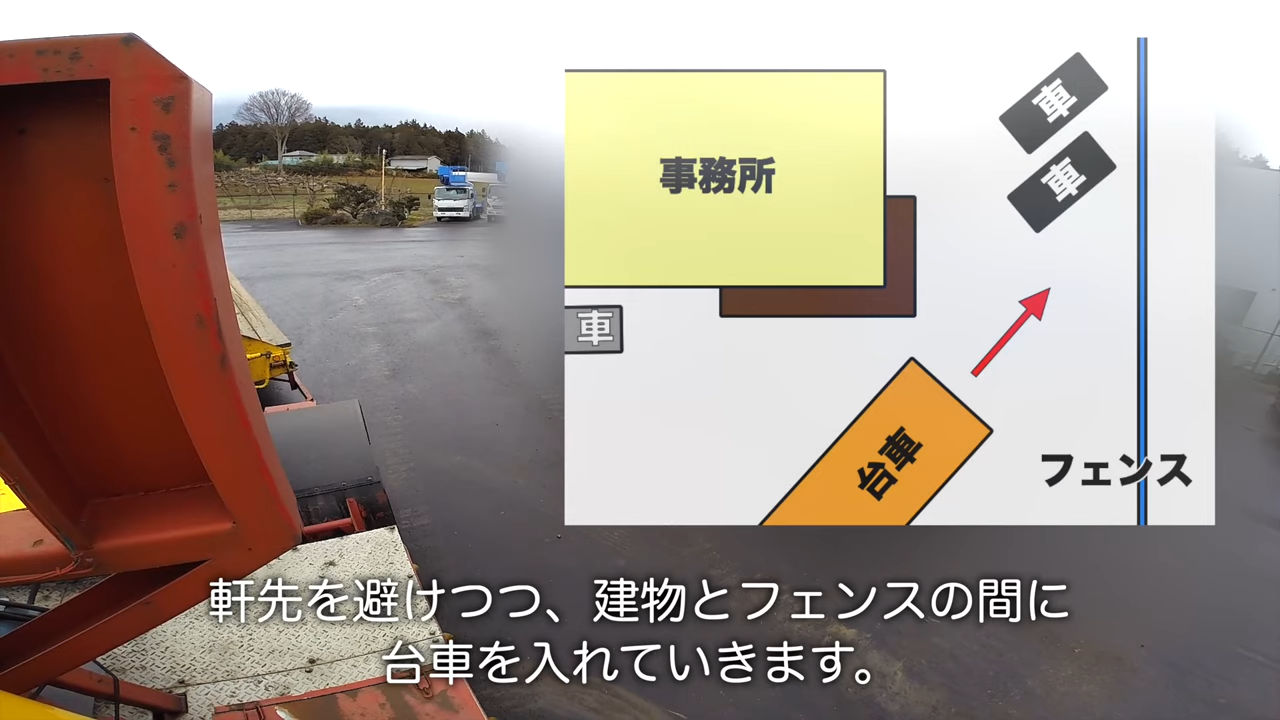 車
車
事務所
車
台車
フェンス
軒先を避けつつ、建物とフェンスの間に
台車を入れていきます。